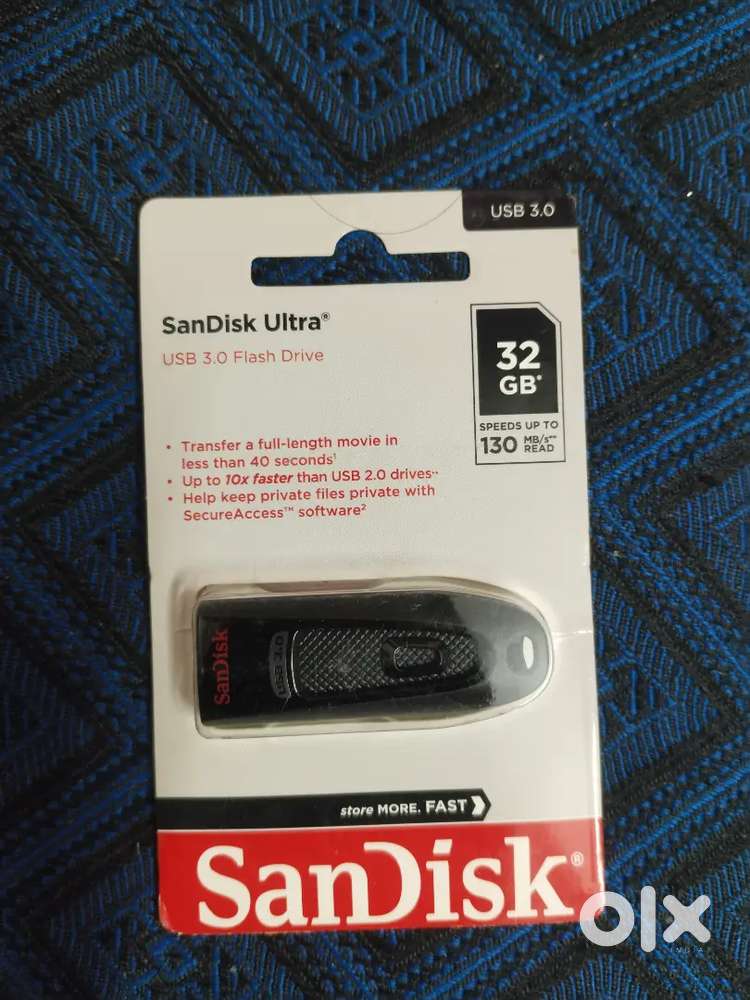 USB 3.0
SanDisk Ultra®
USB 3.0 Flash Drive
32
GB*
SPEEDS UP TO
130 MB/s**
READ
• Transfer a full-length movie in
less than 40 seconds¹
• Up to 10x faster than USB 2.0 drives**
• Help keep private files private with
SecureAccess™ software²
SanDisk
USB 3.0
store MORE. FAST
SanDisk®
olx
INDIA